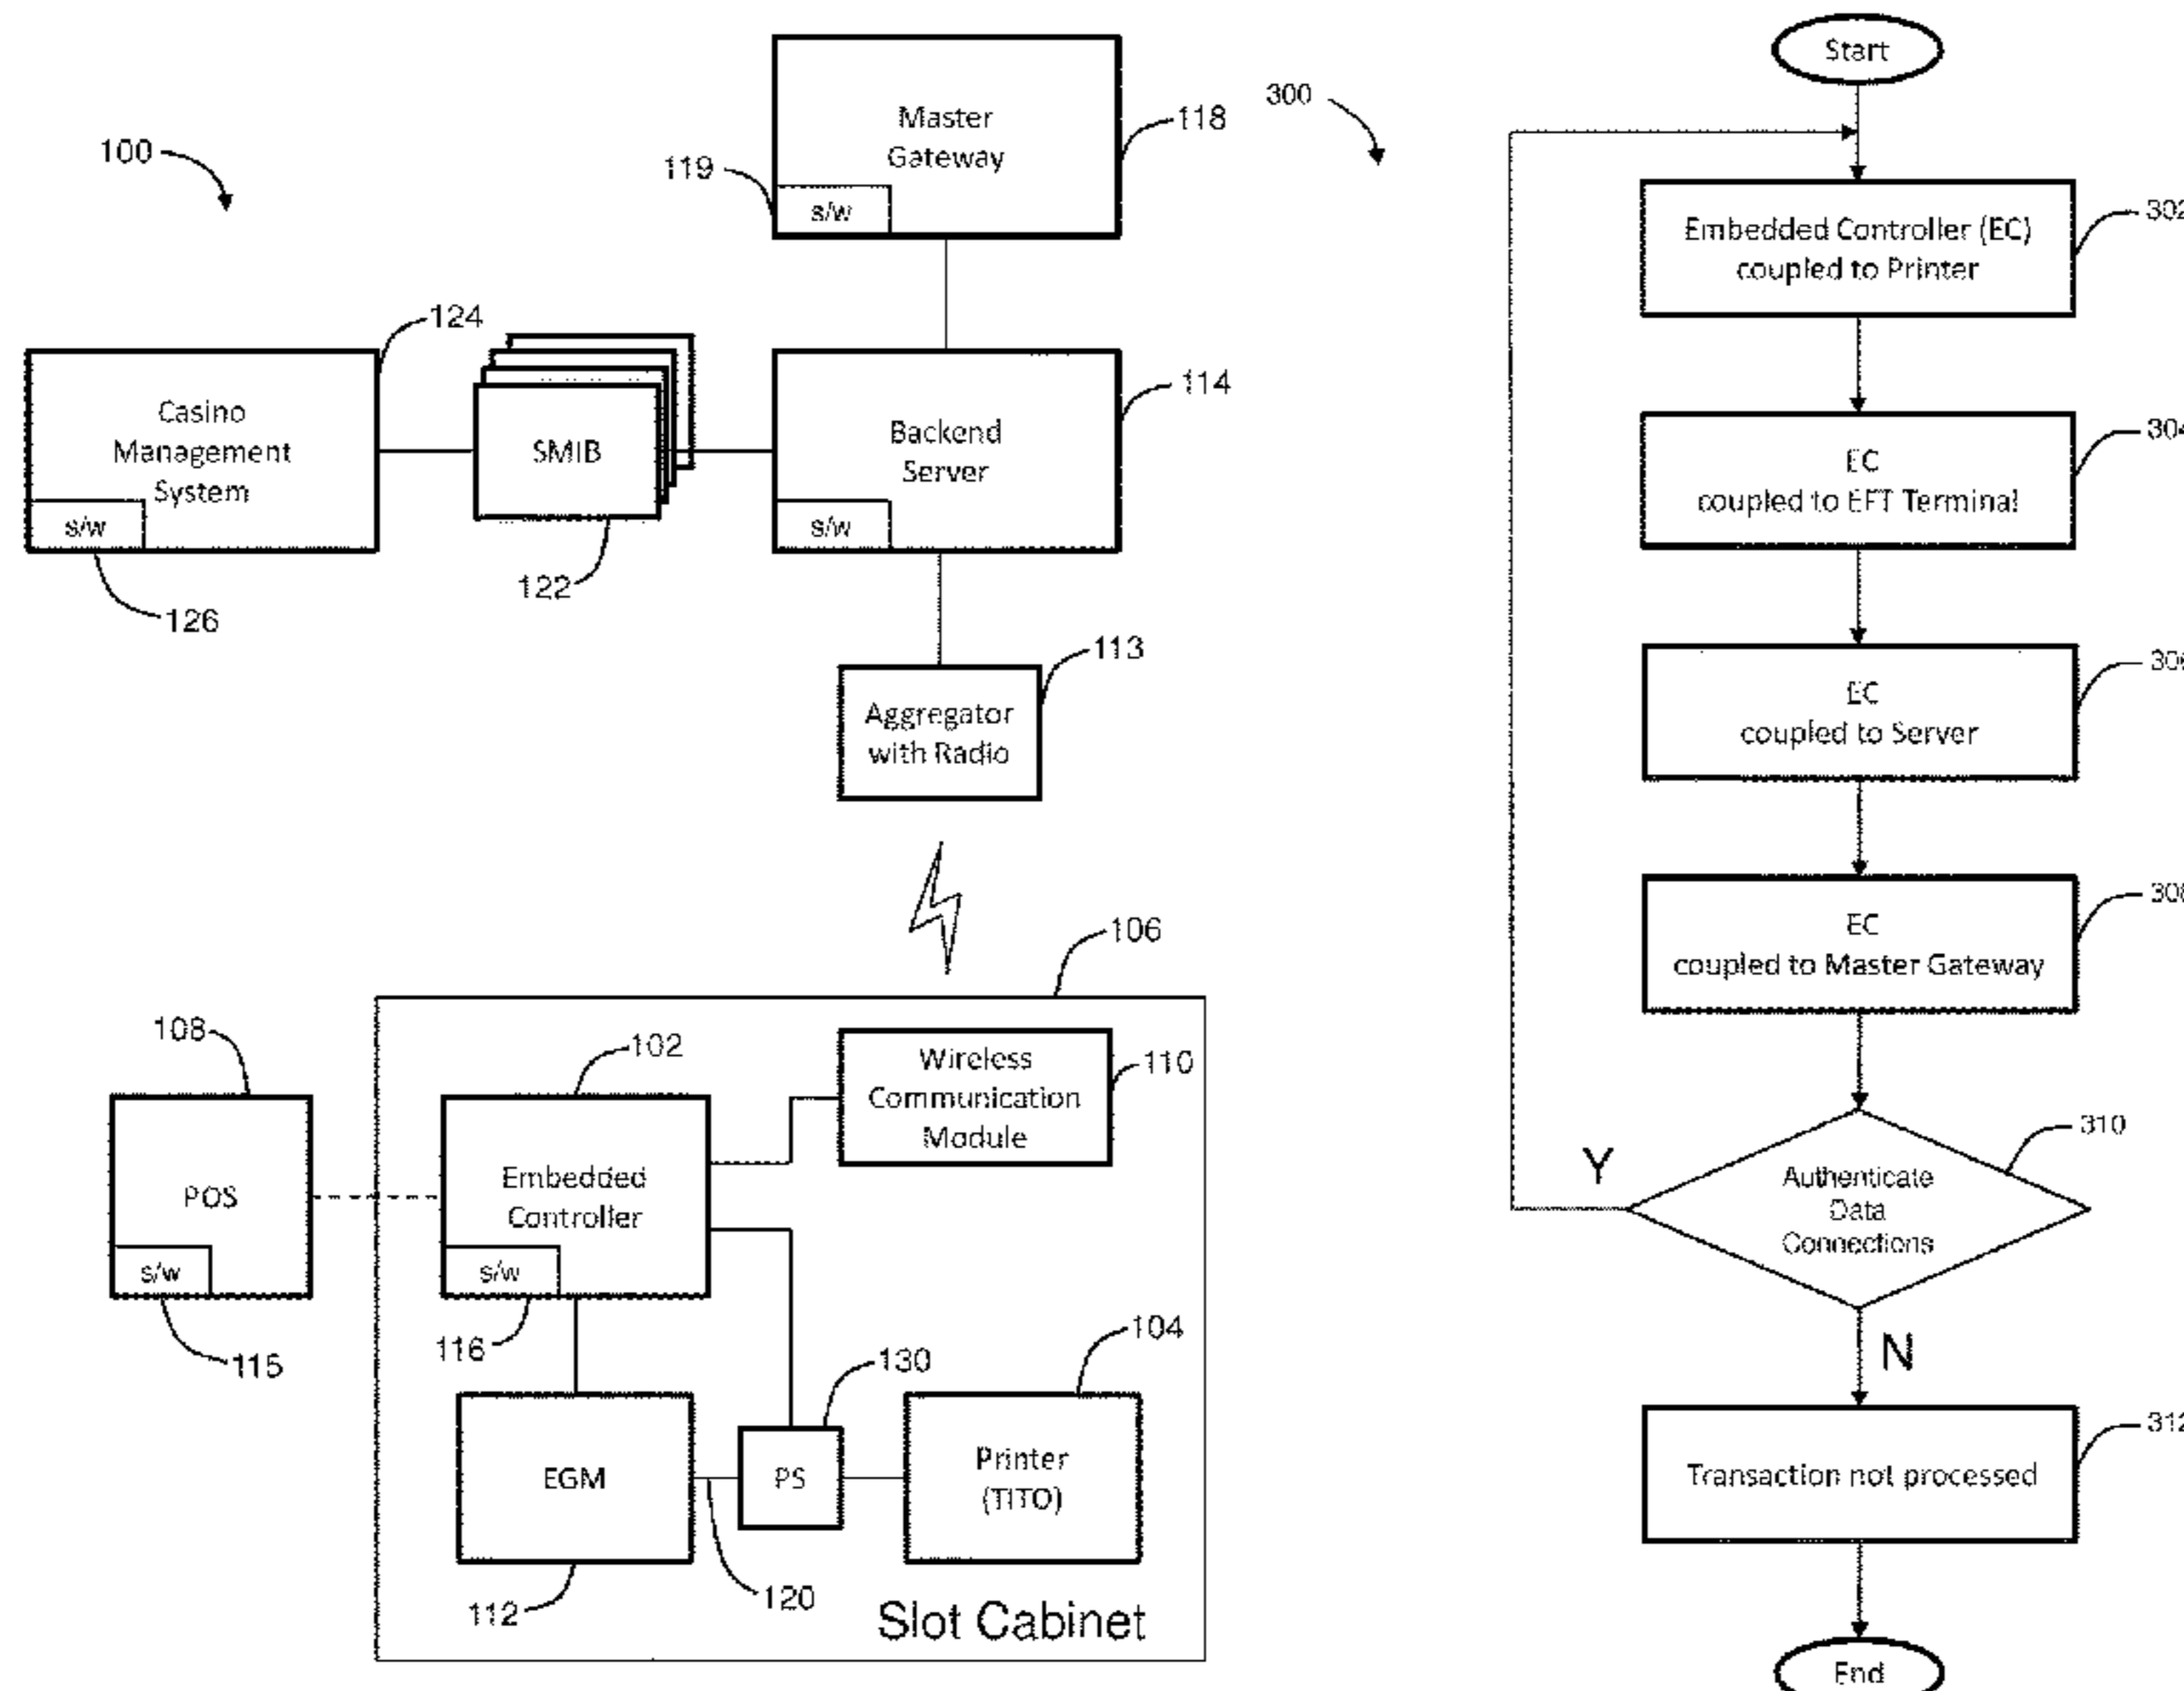 100
Master
Gateway
118
119
s/w
124
Casino
Management
System
s/w
126
SMIB
122
Backend
Server
s/w
114
113
Aggregator
with Radio
106
108
POS
s/w
115
102
Embedded
Controller
s/w
116
Wireless
Communication
Module
110
104
130
EGM
PS
Printer
(TITO)
112
120
Slot Cabinet
300
Start
Embedded Controller (EC)
coupled to Printer
302
EC
coupled to EFT Terminal
304
EC
coupled to Server
EC
coupled to Master Gateway
310
Authenticate
Data
Connections
Y
N
Transaction not processed
312
End